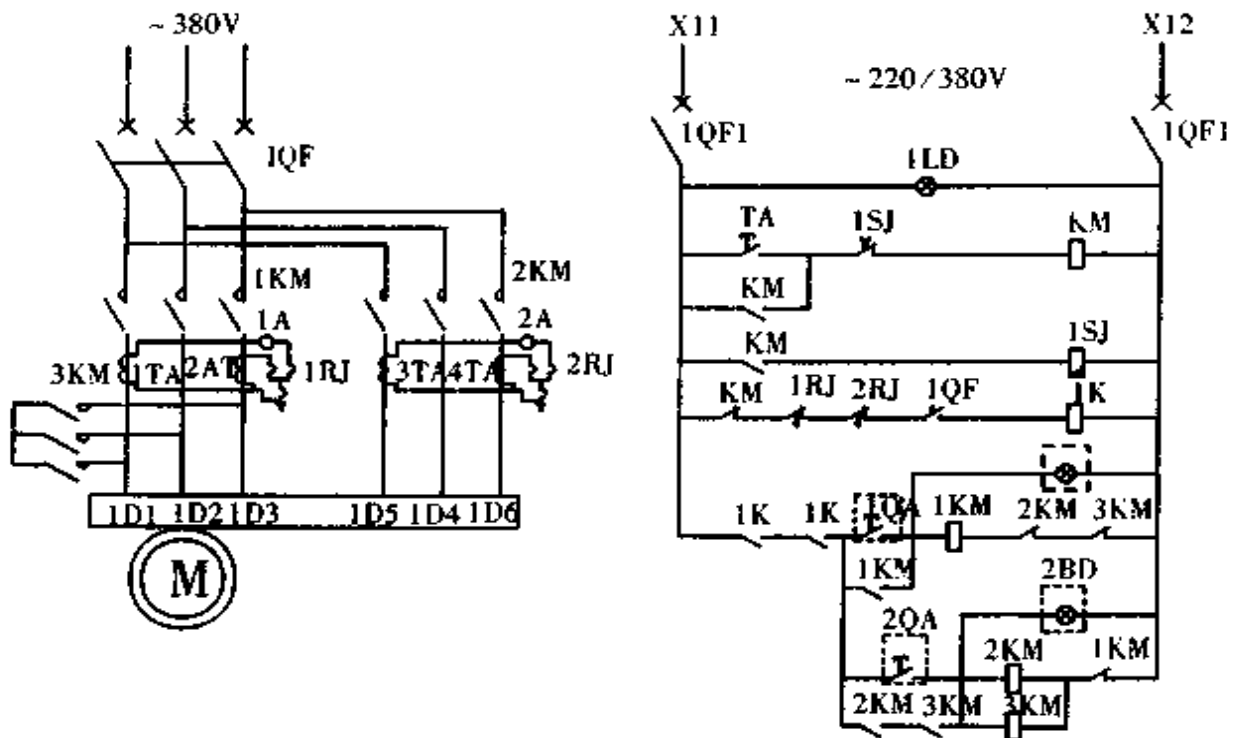 ~ 380V
1QF
1KM
2KM
1A
2A
3KM
1TA
2AT
1RJ
3TA
4TA
2RJ
1D1
1D2
1D3
1D5
1D4
1D6
M
X11
X12
~ 220/380V
1QF1
1QF1
1LD
TA
1SJ
KM
KM
KM
1SJ
KM
1RJ
2RJ
1QF
K
1K
1K
1QA
1KM
2KM
3KM
1KM
2BD
2QA
2KM
1KM
2KM
3KM
3KM